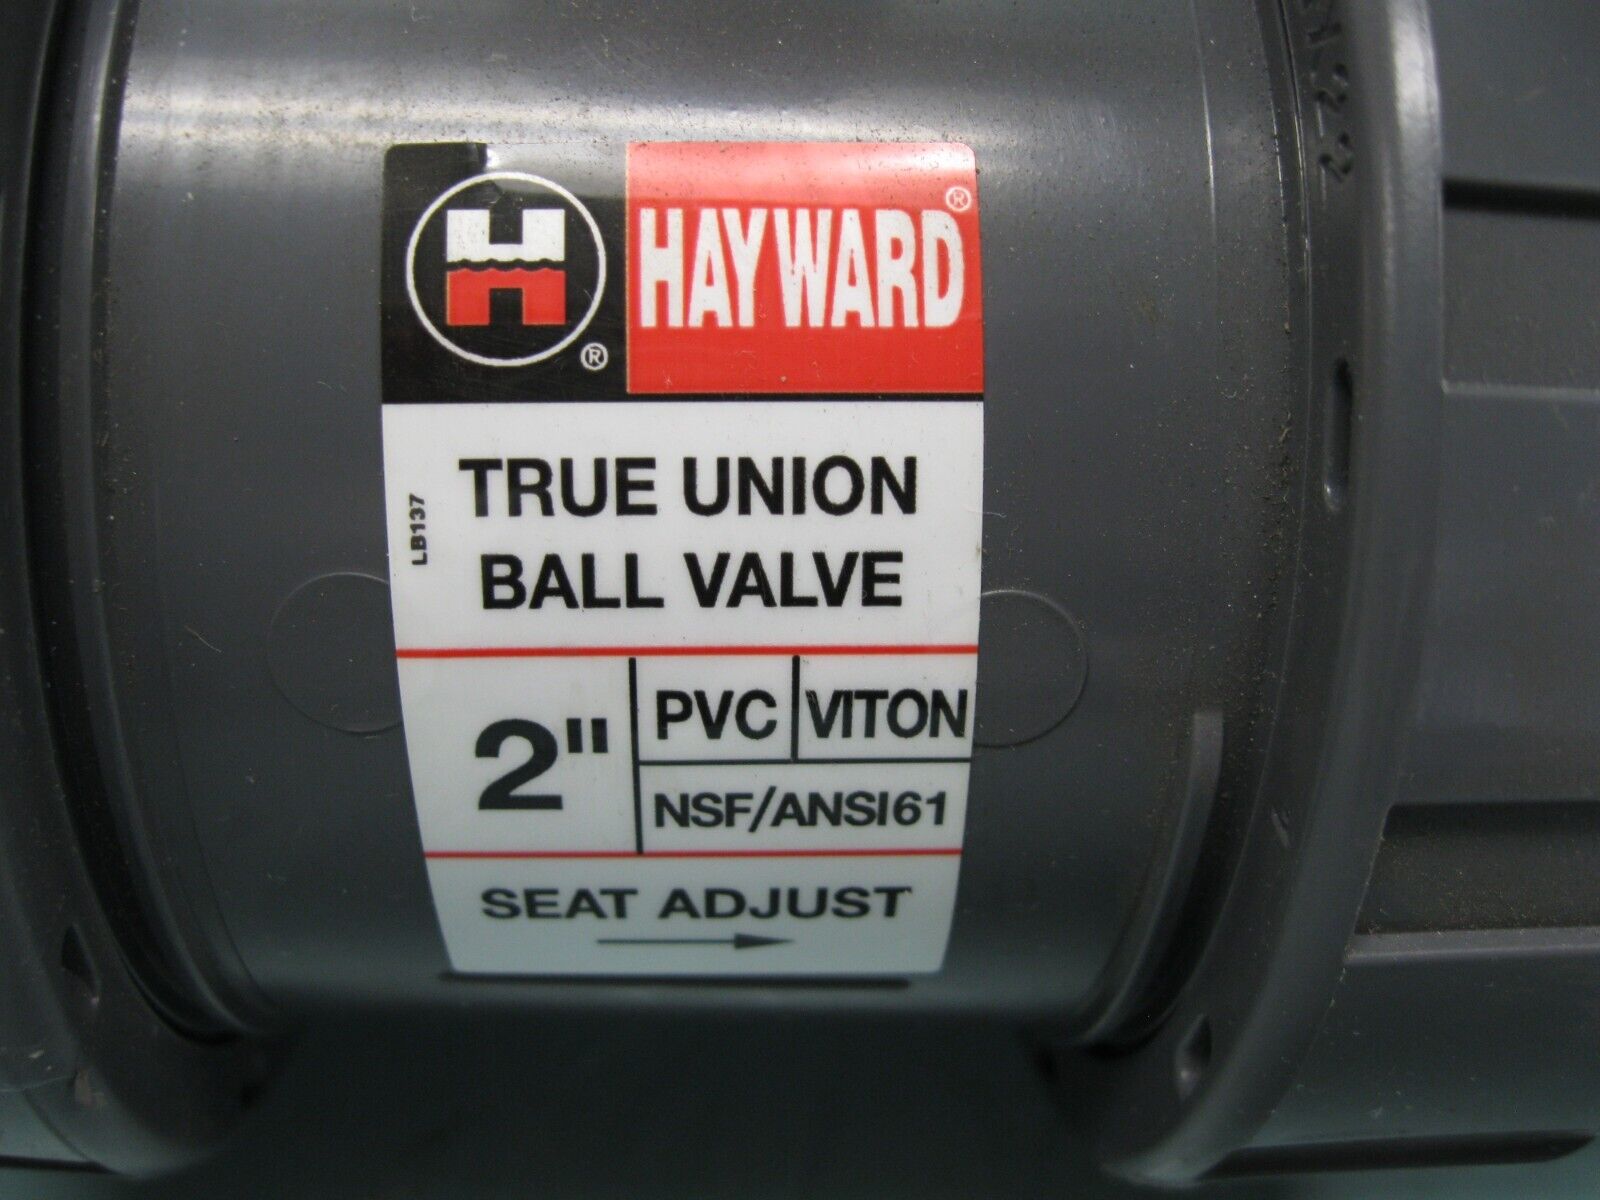 H
®
HAYWARD®
TRUE UNION
BALL VALVE
LB137
2"
PVC
VITON
NSF/ANSI61
SEAT ADJUST